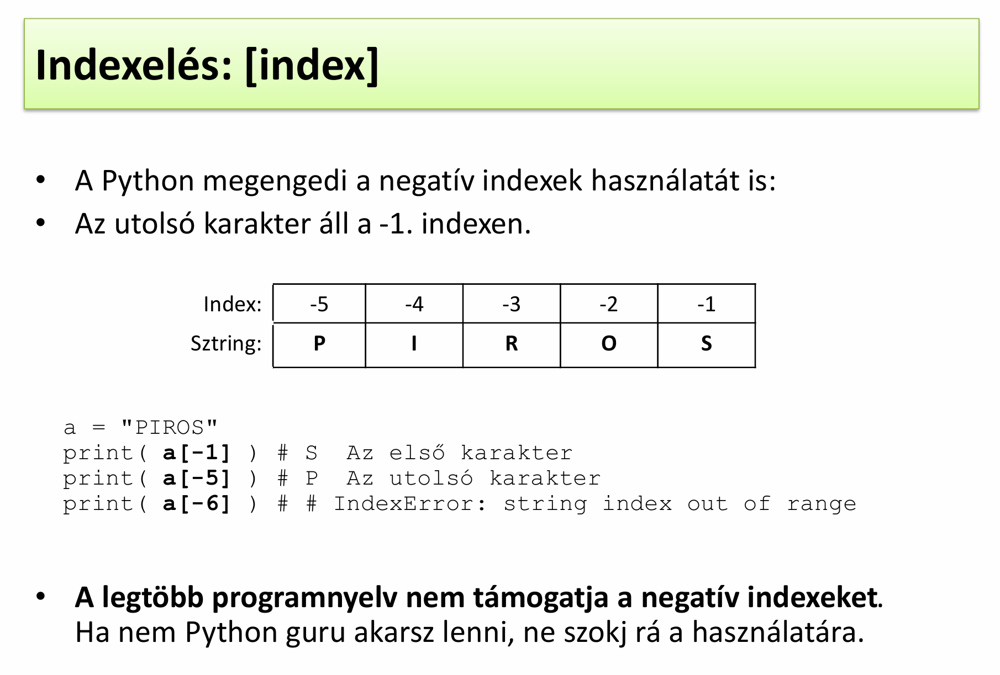 Indexelés: [index]
• A Python megengedi a negatív indexek használatát is:
• Az utolsó karakter áll a -1. indexen.
Index: -5 -4 -3 -2 -1
Sztring: P I R O S
a = "PIROS"
print( a[-1] ) # S  Az első karakter
print( a[-5] ) # P  Az utolsó karakter
print( a[-6] ) # # IndexError: string index out of range
• A legtöbb programnyelv nem támogatja a negatív indexeket.
Ha nem Python guru akarsz lenni, ne szokj rá a használatára.